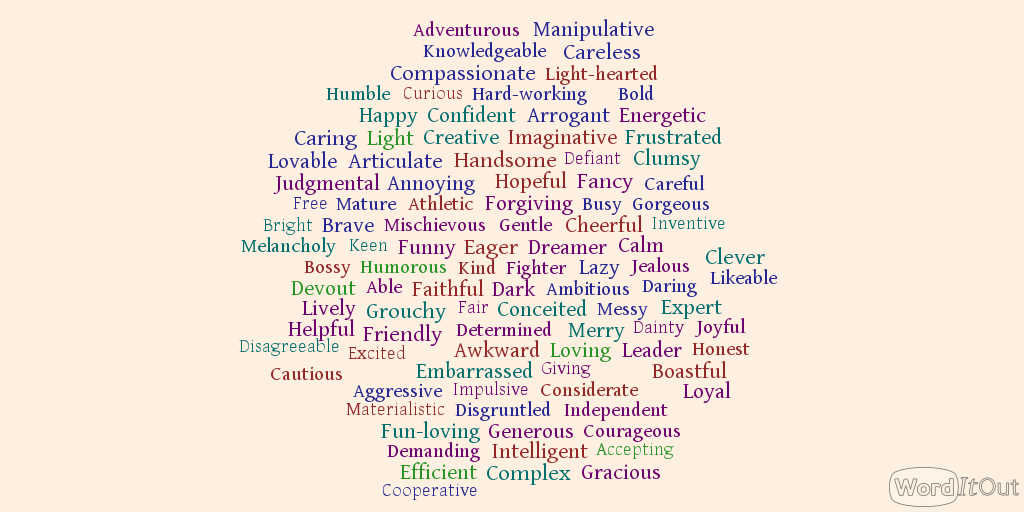 Adventurous Manipulative
Knowledgeable Careless
Compassionate Light-hearted
Humble Curious Hard-working Bold
Happy Confident Arrogant Energetic
Caring Light Creative Imaginative Frustrated
Lovable Articulate Handsome Defiant Clumsy
Judgmental Annoying Hopeful Fancy Careful
Free Mature Athletic Forgiving Busy Gorgeous
Bright Brave Mischievous Gentle Cheerful Inventive
Melancholy Keen Funny Eager Dreamer Calm
Clever
Bossy Humorous Kind Fighter Lazy Jealous
Likeable
Devout Able Faithful Dark Ambitious Daring
Lively Grouchy Fair Conceited Messy Expert
Helpful Friendly Determined Merry Dainty Joyful
Disagreeable Excited Awkward Loving Leader Honest
Cautious Embarrassed Giving Boastful
Aggressive Impulsive Considerate Loyal
Materialistic Disgruntled Independent
Fun-loving Generous Courageous
Demanding Intelligent Accepting
Efficient Complex Gracious
Cooperative
WordItOut